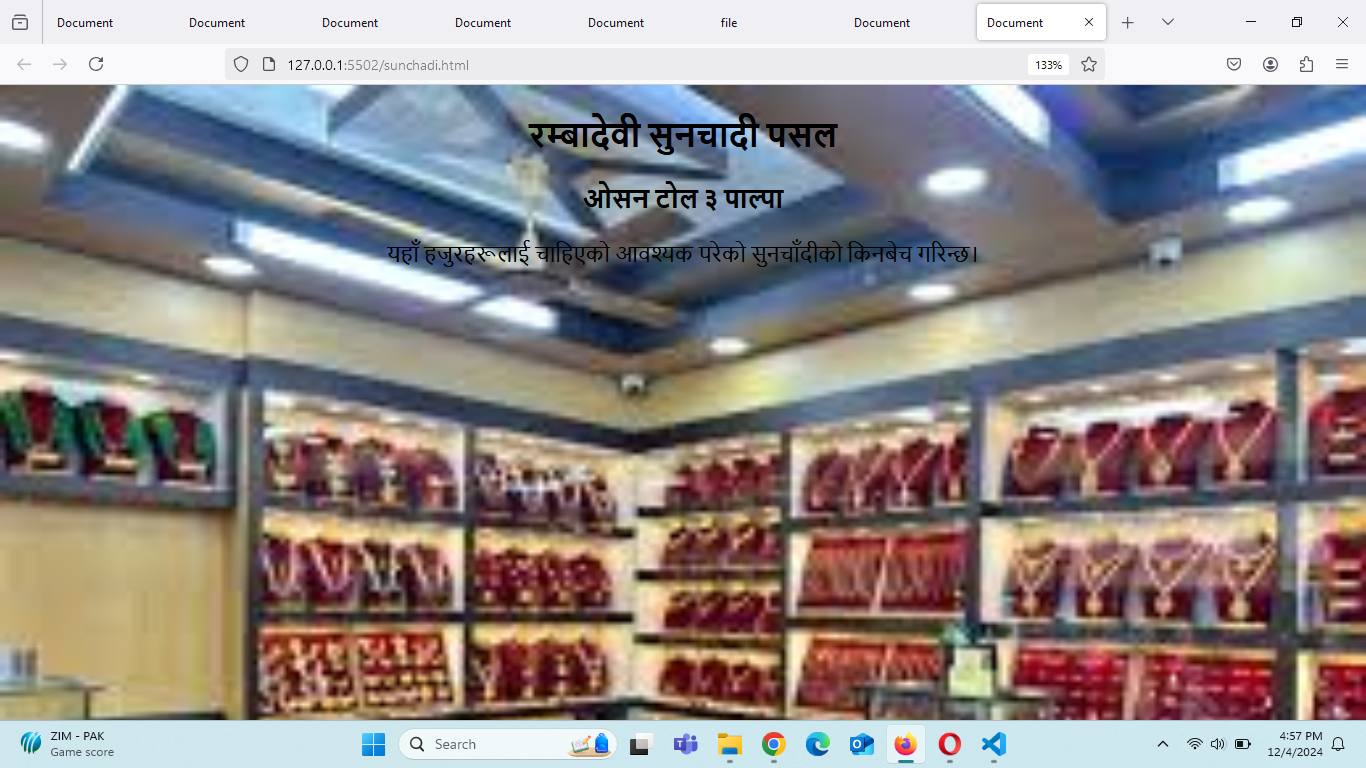 Document
Document
Document
Document
Document
file
Document
Document
127.0.0.1:5502/sunchadi.html
133%
रम्बादेवी सुनचादी पसल
ओसन टोल ३ पाल्पा
यहाँ हजुरहरूलाई चाहिएको आवश्यक परेको सुनचाँदीको किनबेच गरिन्छ।
ZIM - PAK
Game score
Search
4:57 PM
12/4/2024